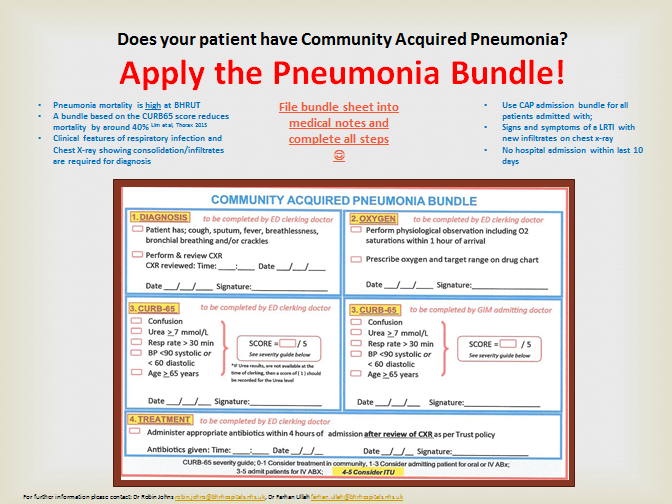 Does your patient have Community Acquired Pneumonia?
Apply the Pneumonia Bundle!
• Pneumonia mortality is high at BHRUT
• A bundle based on the CURB65 score reduces
mortality by around 40% Lim et al, Thorax 2015
• Clinical features of respiratory infection and
Chest X-ray showing consolidation/infiltrates
are required for diagnosis
File bundle sheet into
medical notes and
complete all steps
☺
• Use CAP admission bundle for all
patients admitted with;
• Signs and symptoms of a LRTI with
new infiltrates on chest x-ray
• No hospital admission within last 10
days
COMMUNITY ACQUIRED PNEUMONIA BUNDLE
1. DIAGNOSIS to be completed by ED clerking doctor
Patient has; cough, sputum, fever, breathlessness,
bronchial breathing and/or crackles
Perform & review CXR
CXR reviewed: Time: ____:____ Date ___/___/____
Date ___/___/____ Signature:____________________
2. OXYGEN to be completed by ED clerking doctor
Perform physiological observation including O2
saturations within 1 hour of arrival
Prescribe oxygen and target range on drug chart
Date ___/___/____ Signature:____________________
3. CURB-65 to be completed by ED clerking doctor
Confusion
Urea ≥ 7 mmol/L
Resp rate > 30 min
BP <90 systolic or
< 60 diastolic
Age ≥ 65 years
SCORE = / 5
See severity guide below
*If Urea results, are not available at the
time of clerking, then a score of ( 1 ) should
be recorded for the Urea level
Date ___/___/____ Signature:____________________
3. CURB-65 to be completed by GIM admitting doctor
Confusion
Urea ≥ 7 mmol/L
Resp rate > 30 min
BP <90 systolic or
< 60 diastolic
Age ≥ 65 years
SCORE = / 5
See severity guide below
Date ___/___/____ Signature:____________________
4. TREATMENT to be completed by ED clerking doctor
Administer appropriate antibiotics within 4 hours of admission after review of CXR as per Trust policy
Antibiotics given: Time: ____:____ Date ___/___/____ Signature:____________________
CURB-65 severity guide; 0-1 Consider treatment in community, 1-3 Consider admitting patient for oral or IV ABx;
3-5 admit patients for IV ABx; 4-5 Consider ITU
For further information please contact: Dr Robin Johns robin.johns@bhrhospitals.nhs.uk, Dr Farhan Ullah farhan.ullah@bhrhospitals.nhs.uk